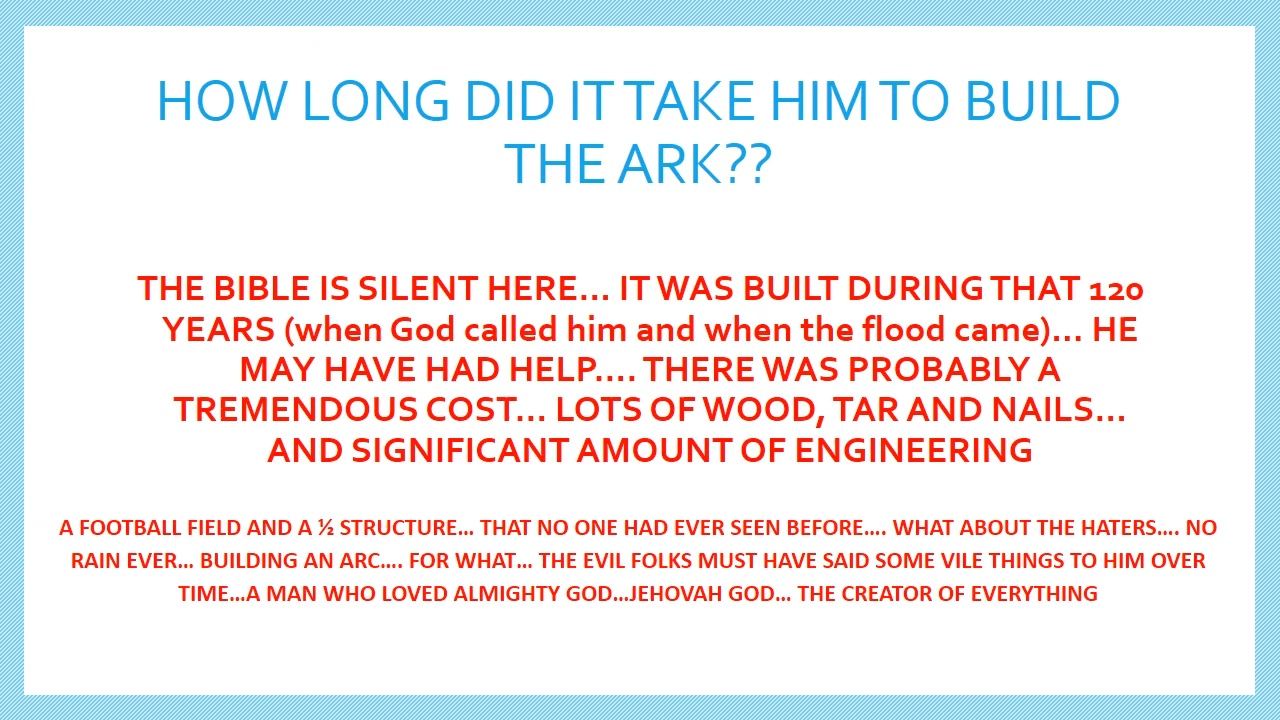 HOW LONG DID IT TAKE HIM TO BUILD
THE ARK??
THE BIBLE IS SILENT HERE... IT WAS BUILT DURING THAT 120
YEARS (when God called him and when the flood came)... HE
MAY HAVE HAD HELP.... THERE WAS PROBABLY A
TREMENDOUS COST... LOTS OF WOOD, TAR AND NAILS...
AND SIGNIFICANT AMOUNT OF ENGINEERING
A FOOTBALL FIELD AND A ½ STRUCTURE... THAT NO ONE HAD EVER SEEN BEFORE.... WHAT ABOUT THE HATERS.... NO
RAIN EVER... BUILDING AN ARC.... FOR WHAT... THE EVIL FOLKS MUST HAVE SAID SOME VILE THINGS TO HIM OVER
TIME...A MAN WHO LOVED ALMIGHTY GOD...JEHOVAH GOD... THE CREATOR OF EVERYTHING